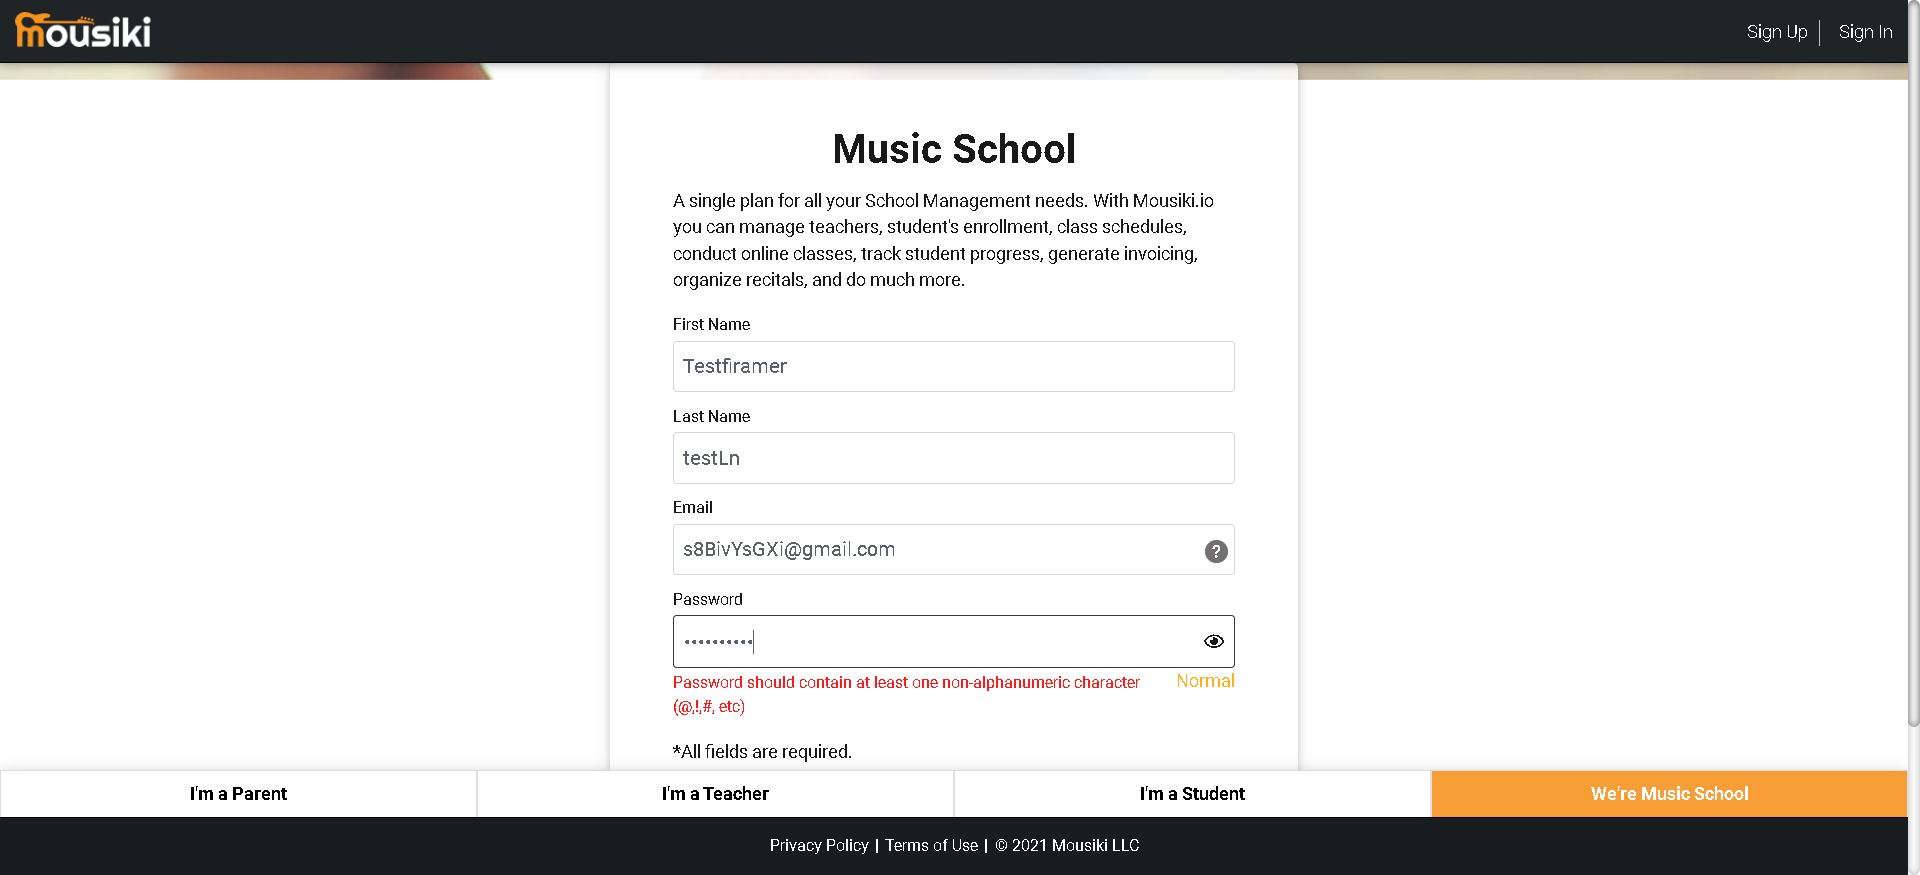 mousiki
Sign Up
Sign In
Music School
A single plan for all your School Management needs. With Mousiki.io
you can manage teachers, student's enrollment, class schedules,
conduct online classes, track student progress, generate invoicing,
organize recitals, and do much more.
First Name
Testfiramer
Last Name
testLn
Email
s8BivYsGXi@gmail.com
?
Password
••••••••••
Password should contain at least one non-alphanumeric character
(@,!,#, etc)
Normal
*All fields are required.
I'm a Parent
I'm a Teacher
I'm a Student
We're Music School
Privacy Policy | Terms of Use | © 2021 Mousiki LLC